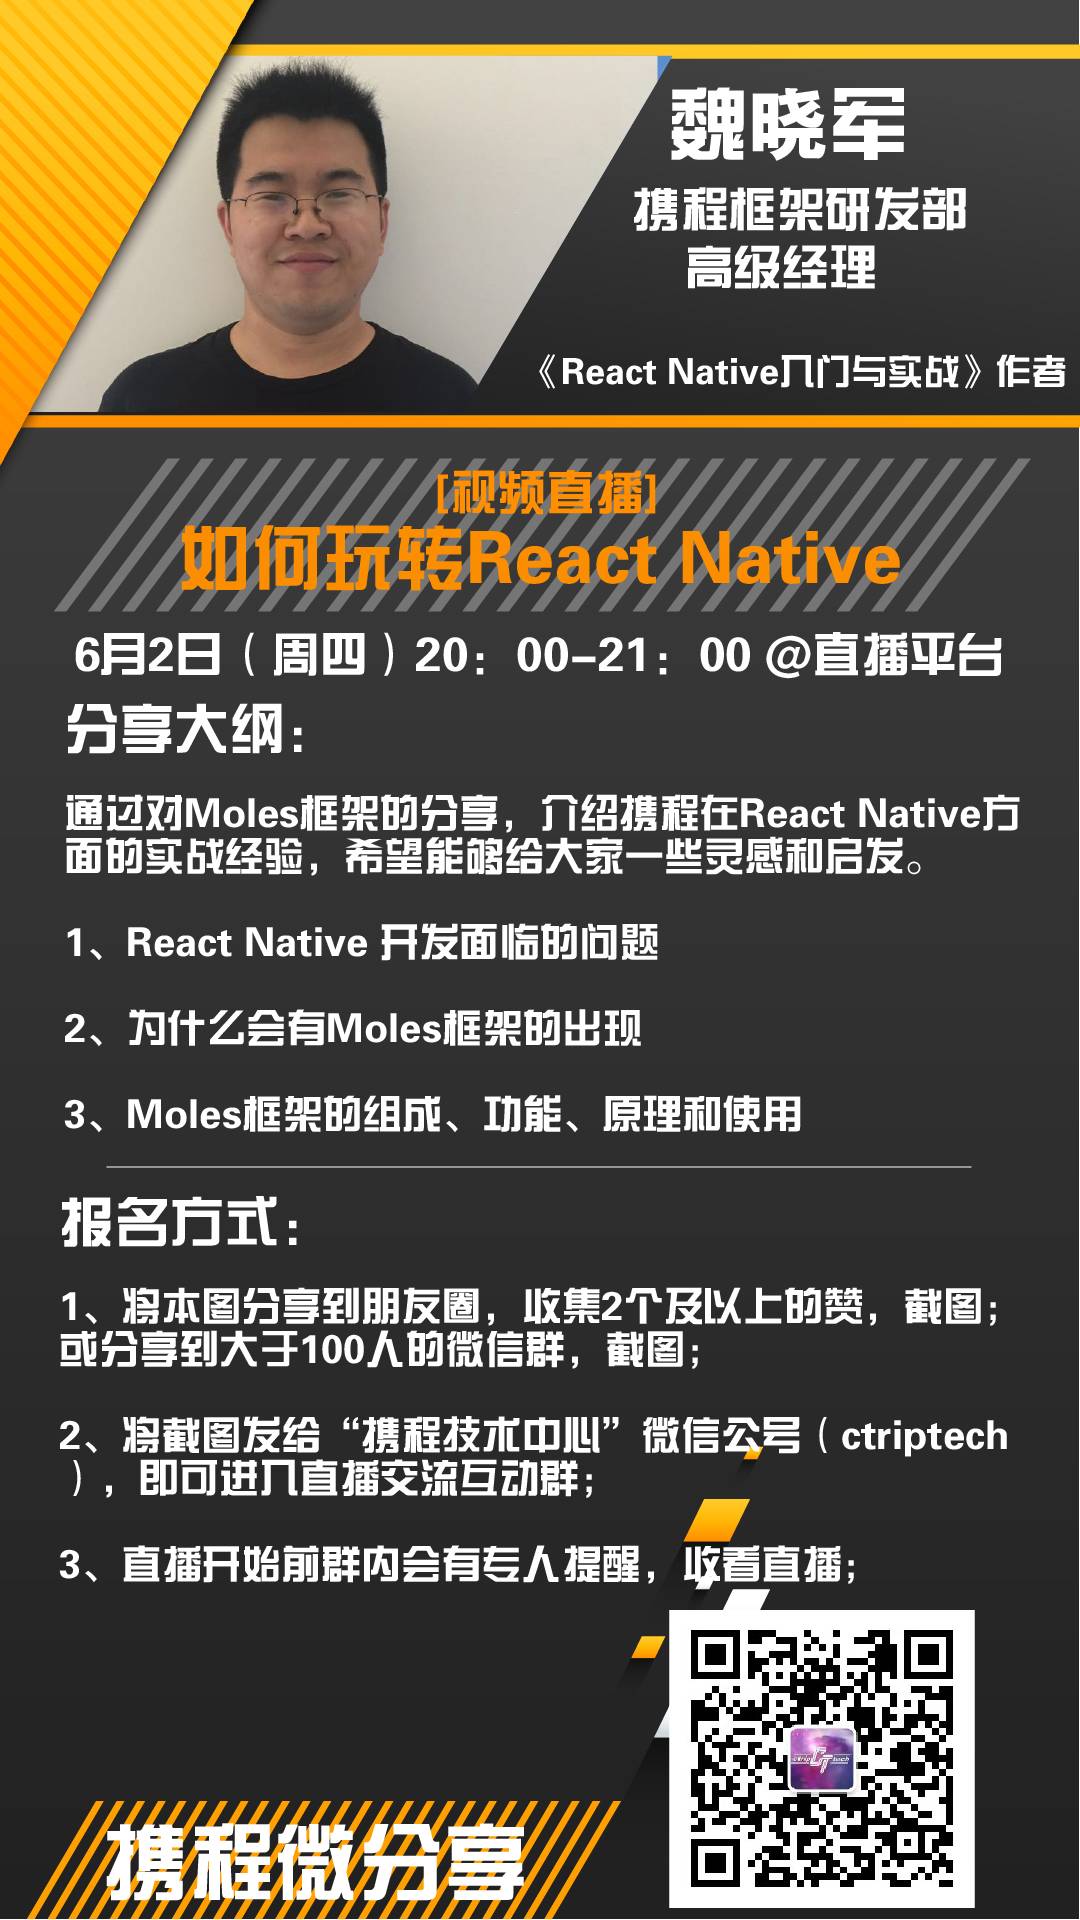 魏晓军
携程框架研发部
高级经理
《React Native入门与实战》作者
[视频直播]
如何玩转React Native
6月2日（周四）20：00-21：00 @直播平台
分享大纲：
通过对Moles框架的分享，介绍携程在React Native方
面的实战经验，希望能够给大家一些灵感和启发。
1、React Native 开发面临的问题
2、为什么会有Moles框架的出现
3、Moles框架的组成、功能、原理和使用
报名方式：
1、将本图分享到朋友圈，收集2个及以上的赞，截图；
或分享到大于100人的微信群，截图；
2、将截图发给“携程技术中心”微信公号（ctriptech
），即可进入直播交流互动群；
3、直播开始前群内会有专人提醒，收看直播；
ctrip CT tech
携程微分享